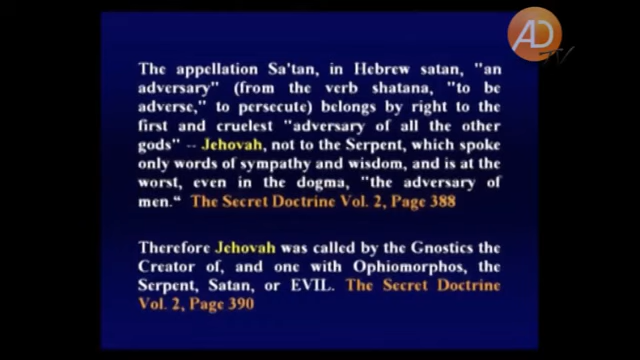 AD
TV
The appellation Sa'tan, in Hebrew satan, "an
adversary" (from the verb shatana, "to be
adverse," to persecute) belongs by right to the
first and cruelest "adversary of all the other
gods" -- Jehovah, not to the Serpent, which spoke
only words of sympathy and wisdom, and is at the
worst, even in the dogma, "the adversary of
men." The Secret Doctrine Vol. 2, Page 388
Therefore Jehovah was called by the Gnostics the
Creator of, and one with Ophiomorphos, the
Serpent, Satan, or EVIL. The Secret Doctrine
Vol. 2, Page 390